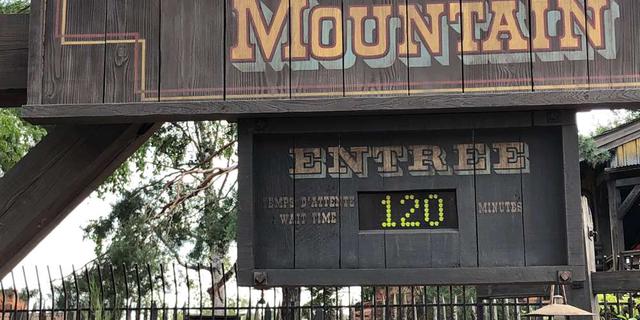 Mountain
ENTREE
TEMPS D'ATTENTE
WAIT TIME
120
MINUTES